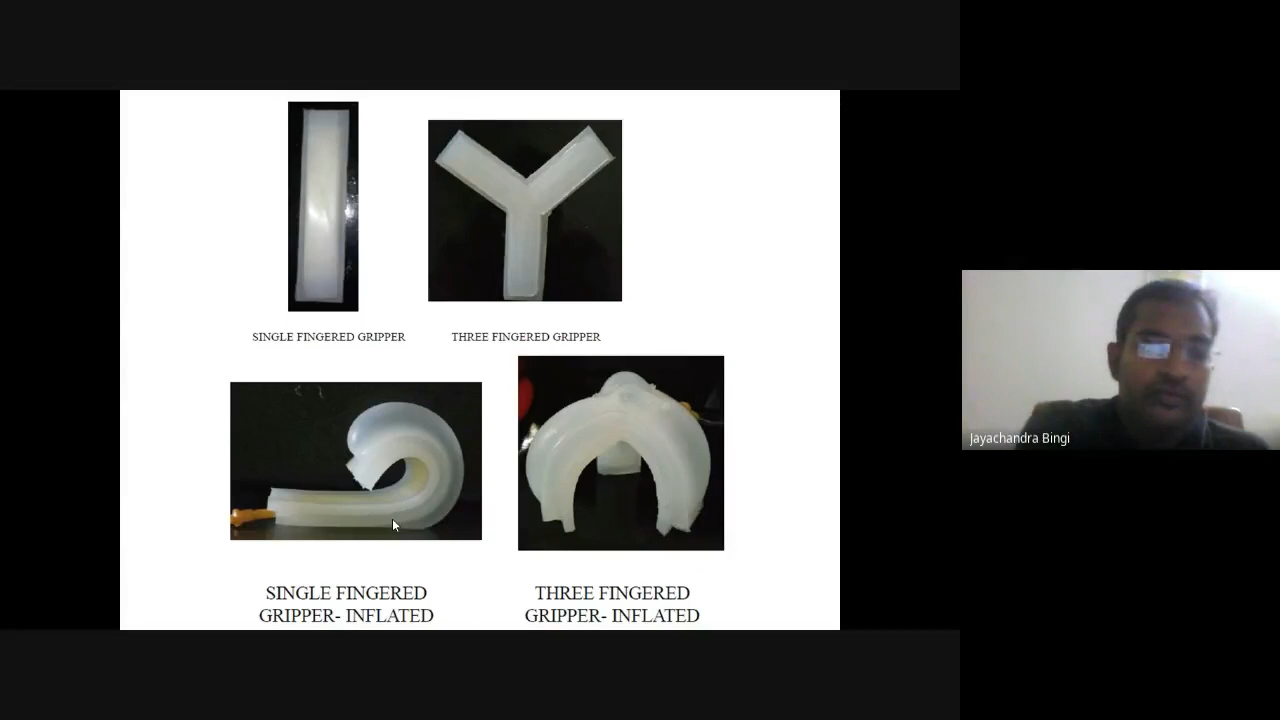 SINGLE FINGERED GRIPPER
THREE FINGERED GRIPPER
SINGLE FINGERED
GRIPPER- INFLATED
THREE FINGERED
GRIPPER- INFLATED
Jayachandra Bingi